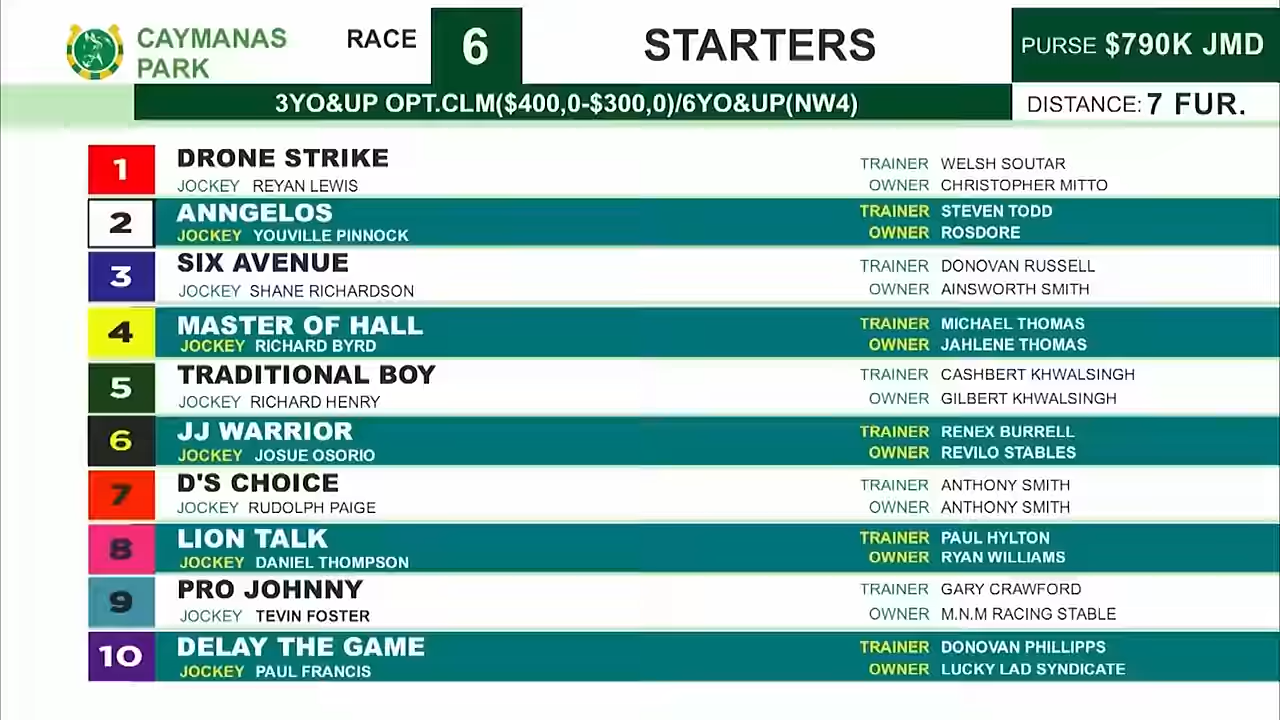 CAYMANAS PARK
RACE 6
STARTERS
PURSE $790K JMD
3YO&UP OPT.CLM($400,0-$300,0)/6YO&UP(NW4)
DISTANCE: 7 FUR.
1 DRONE STRIKE
JOCKEY REYAN LEWIS
TRAINER WELSH SOUTAR
OWNER CHRISTOPHER MITTO
2 ANNGELOS
JOCKEY YOUVILLE PINNOCK
TRAINER STEVEN TODD
OWNER ROSDORE
3 SIX AVENUE
JOCKEY SHANE RICHARDSON
TRAINER DONOVAN RUSSELL
OWNER AINSWORTH SMITH
4 MASTER OF HALL
JOCKEY RICHARD BYRD
TRAINER MICHAEL THOMAS
OWNER JAHLENE THOMAS
5 TRADITIONAL BOY
JOCKEY RICHARD HENRY
TRAINER CASHBERT KHWALSINGH
OWNER GILBERT KHWALSINGH
6 JJ WARRIOR
JOCKEY JOSUE OSORIO
TRAINER RENEX BURRELL
OWNER REVILO STABLES
7 D'S CHOICE
JOCKEY RUDOLPH PAIGE
TRAINER ANTHONY SMITH
OWNER ANTHONY SMITH
8 LION TALK
JOCKEY DANIEL THOMPSON
TRAINER PAUL HYLTON
OWNER RYAN WILLIAMS
9 PRO JOHNNY
JOCKEY TEVIN FOSTER
TRAINER GARY CRAWFORD
OWNER M.N.M RACING STABLE
10 DELAY THE GAME
JOCKEY PAUL FRANCIS
TRAINER DONOVAN PHILLIPPS
OWNER LUCKY LAD SYNDICATE